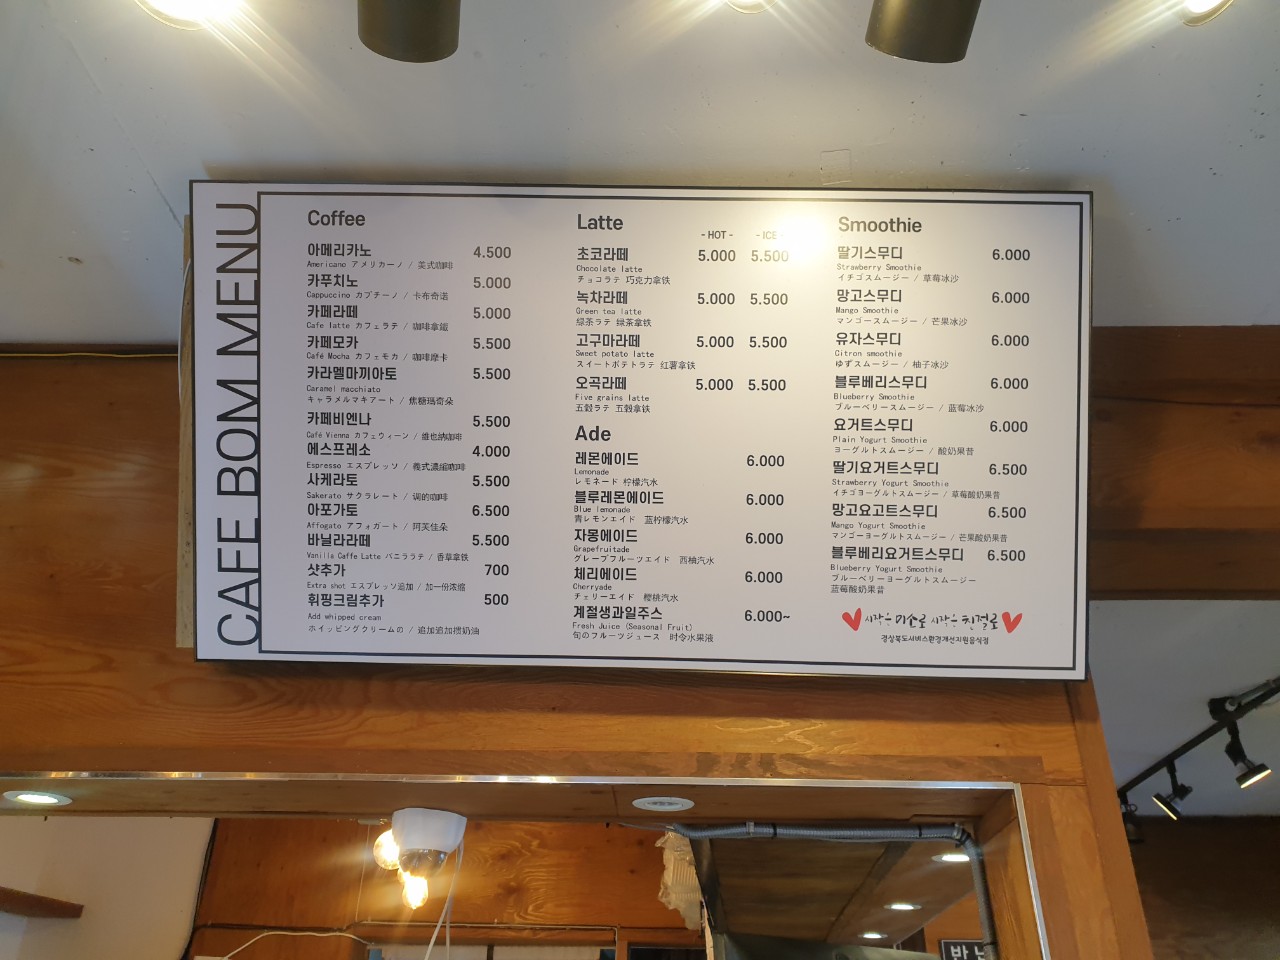 CAFE BOM MENU
Coffee
아메리카노 4.500
Americano アメリカーノ / 美式咖啡
카푸치노 5.000
Cappuccino カプチーノ / 卡布奇诺
카페라떼 5.000
Cafe latte カフェラテ / 咖啡拿鐵
카페모카 5.500
Café Mocha カフェモカ / 咖啡摩卡
카라멜마끼아토 5.500
Caramel macchiato
キャラメルマキアート / 焦糖玛奇朵
카페비엔나 5.500
Café Vienna カフェウィーン / 维也纳咖啡
에스프레소 4.000
Espresso エスプレッソ / 義式濃縮咖啡
사케라토 5.500
Sakerato サクラレート / 调的咖啡
아포가토 6.500
Affogato アフォガート / 阿芙佳朵
바닐라라떼 5.500
Vanilla Caffe Latte バニララテ / 香草拿铁
샷추가 700
Extra shot エスプレッソ追加 / 加一份浓缩
휘핑크림추가 500
Add whipped cream
ホイッピングクリームの / 追加追加掼奶油
Latte
- HOT - - ICE -
초코라떼 5.000 5.500
Chocolate latte
チョコラテ 巧克力拿铁
녹차라떼 5.000 5.500
Green tea latte
绿茶ラテ 绿茶拿铁
고구마라떼 5.000 5.500
Sweet potato latte
スイートポテトラテ 红薯拿铁
오곡라떼 5.000 5.500
Five grains latte
五穀ラテ 五穀拿铁
Ade
레몬에이드 6.000
Lemonade
レモネード 柠檬汽水
블루레몬에이드 6.000
Blue lemonade
青レモンエイド 蓝柠檬汽水
자몽에이드 6.000
Grapefruitade
グレープフルーツエイド 西柚汽水
체리에이드 6.000
Cherryade
チェリーエイド 樱桃汽水
계절생과일주스 6.000~
Fresh Juice (Seasonal Fruit)
旬のフルーツジュース 时令水果液
Smoothie
딸기스무디 6.000
Strawberry Smoothie
イチゴスムージー / 草莓冰沙
망고스무디 6.000
Mango Smoothie
マンゴースムージー / 芒果冰沙
유자스무디 6.000
Citron smoothie
ゆずスムージー / 柚子冰沙
블루베리스무디 6.000
Blueberry Smoothie
ブルーベリースムージー / 蓝莓冰沙
요거트스무디 6.000
Plain Yogurt Smoothie
ヨーグルトスムージー / 酸奶果昔
딸기요거트스무디 6.500
Strawberry Yogurt Smoothie
イチゴヨーグルトスムージー / 草莓酸奶果昔
망고요고트스무디 6.500
Mango Yogurt Smoothie
マンゴーヨーグルトスムージー / 芒果酸奶果昔
블루베리요거트스무디 6.500
Blueberry Yogurt Smoothie
ブルーベリーヨーグルトスムージー
蓝莓酸奶果昔
시작은 미소로 시작은 친절로
경상북도서비스환경개선지원음식점